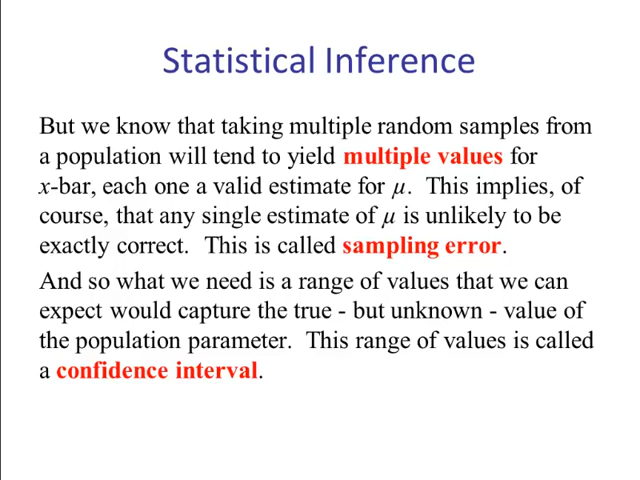 Statistical Inference
But we know that taking multiple random samples from
a population will tend to yield multiple values for
x-bar, each one a valid estimate for μ.  This implies, of
course, that any single estimate of μ is unlikely to be
exactly correct.  This is called sampling error.
And so what we need is a range of values that we can
expect would capture the true - but unknown - value of
the population parameter.  This range of values is called
a confidence interval.